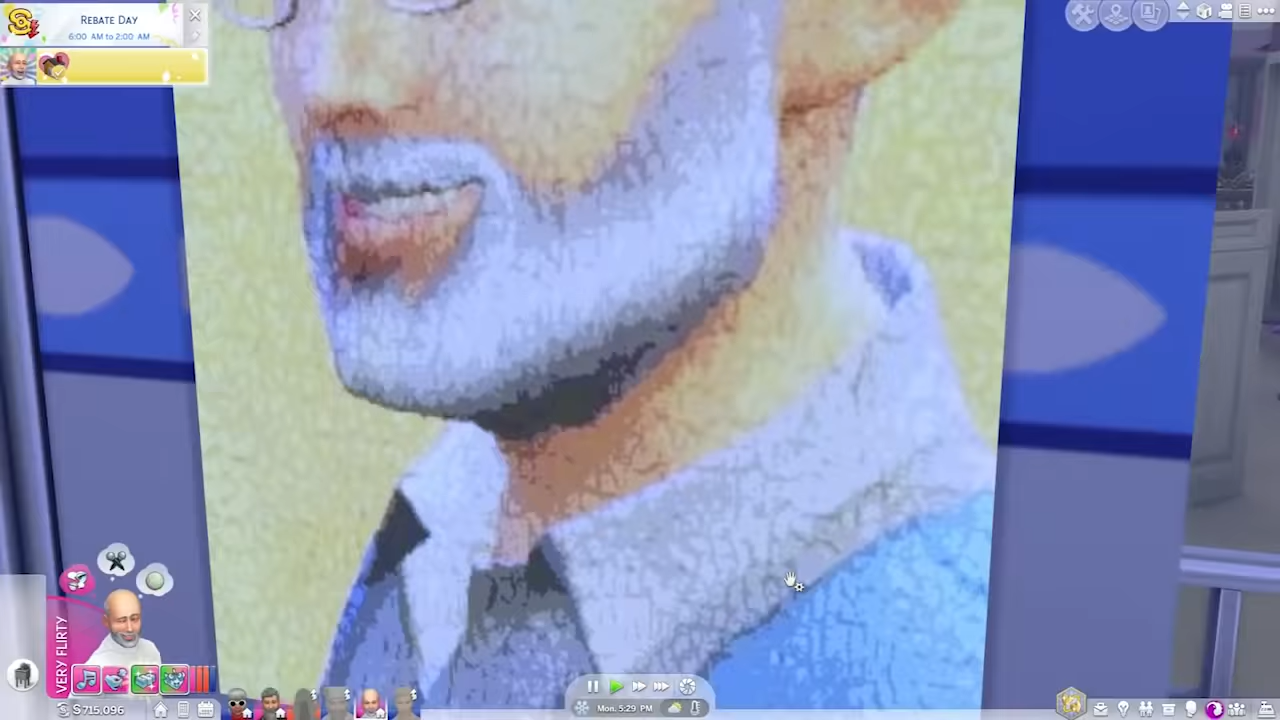 REBATE DAY
6:00 AM to 2:00 AM
VERY FLIRTY
715,096
Mon. 5:29 PM